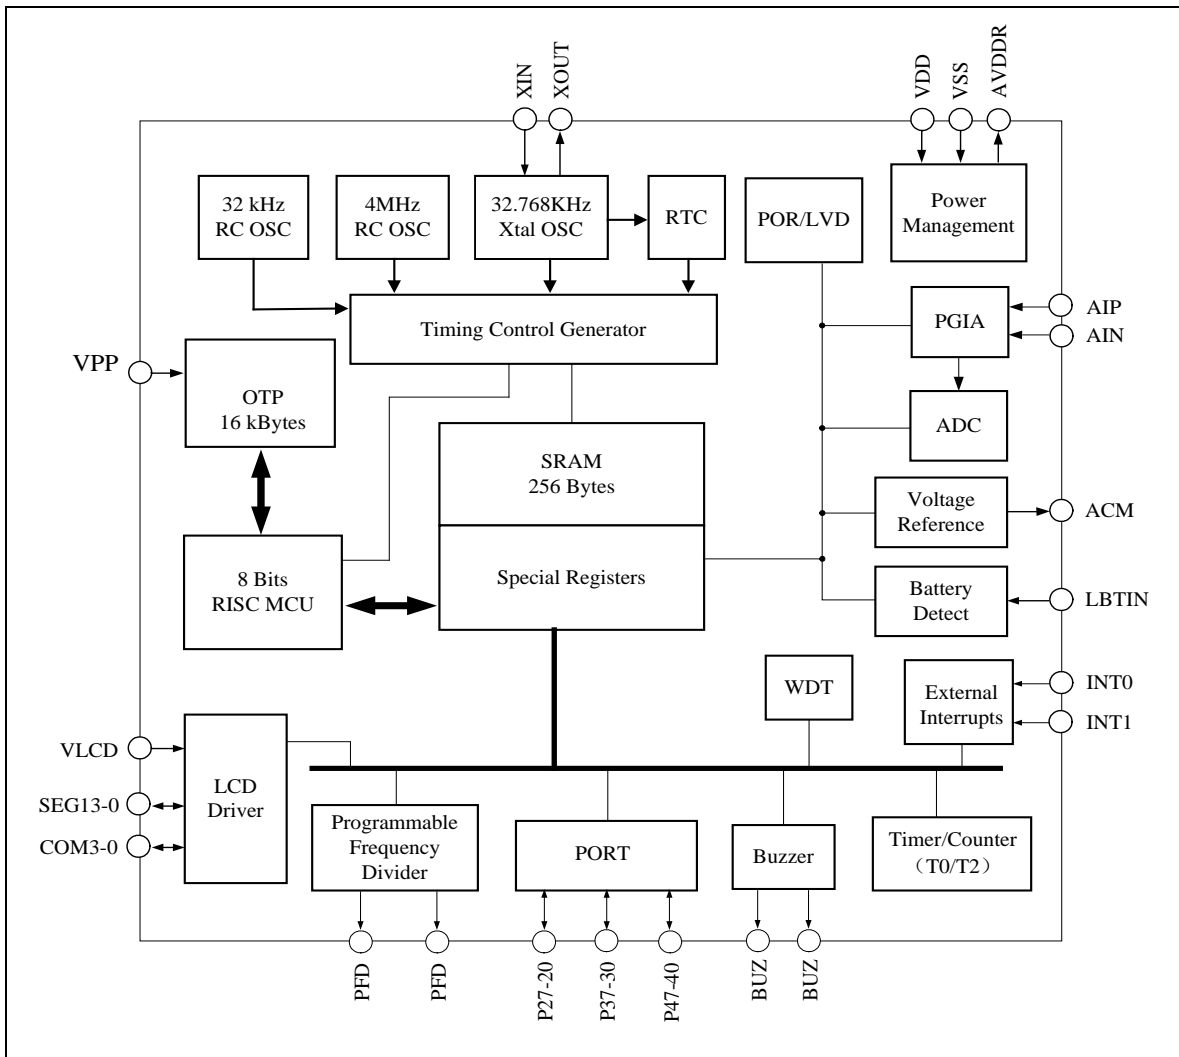 XIN
XOUT
VDD
VSS
AVDDR
32 kHz
RC OSC
4MHz
RC OSC
32.768KHz
Xtal OSC
RTC
POR/LVD
Power
Management
Timing Control Generator
PGIA
AIP
AIN
VPP
OTP
16 kBytes
ADC
SRAM
256 Bytes
Voltage
Reference
ACM
8 Bits
RISC MCU
Special Registers
Battery
Detect
LBTIN
WDT
External
Interrupts
INT0
INT1
VLCD
SEG13-0
COM3-0
LCD
Driver
Programmable
Frequency
Divider
PORT
Buzzer
Timer/Counter
（T0/T2）
PFD
PFD
P27-20
P37-30
P47-40
BUZ
BUZ